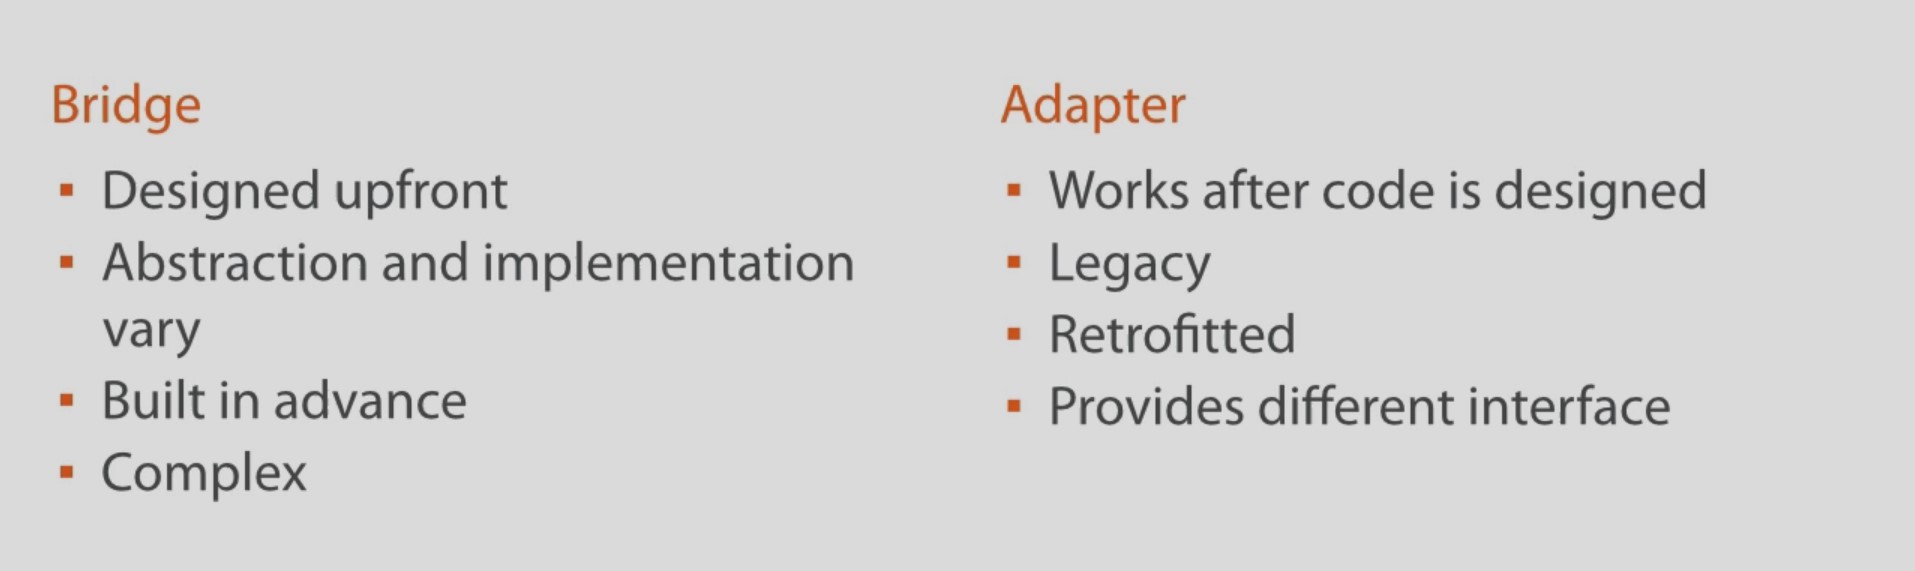 Bridge
Designed upfront
Abstraction and implementation
vary
Built in advance
Complex
Adapter
Works after code is designed
Legacy
Retrofitted
Provides different interface